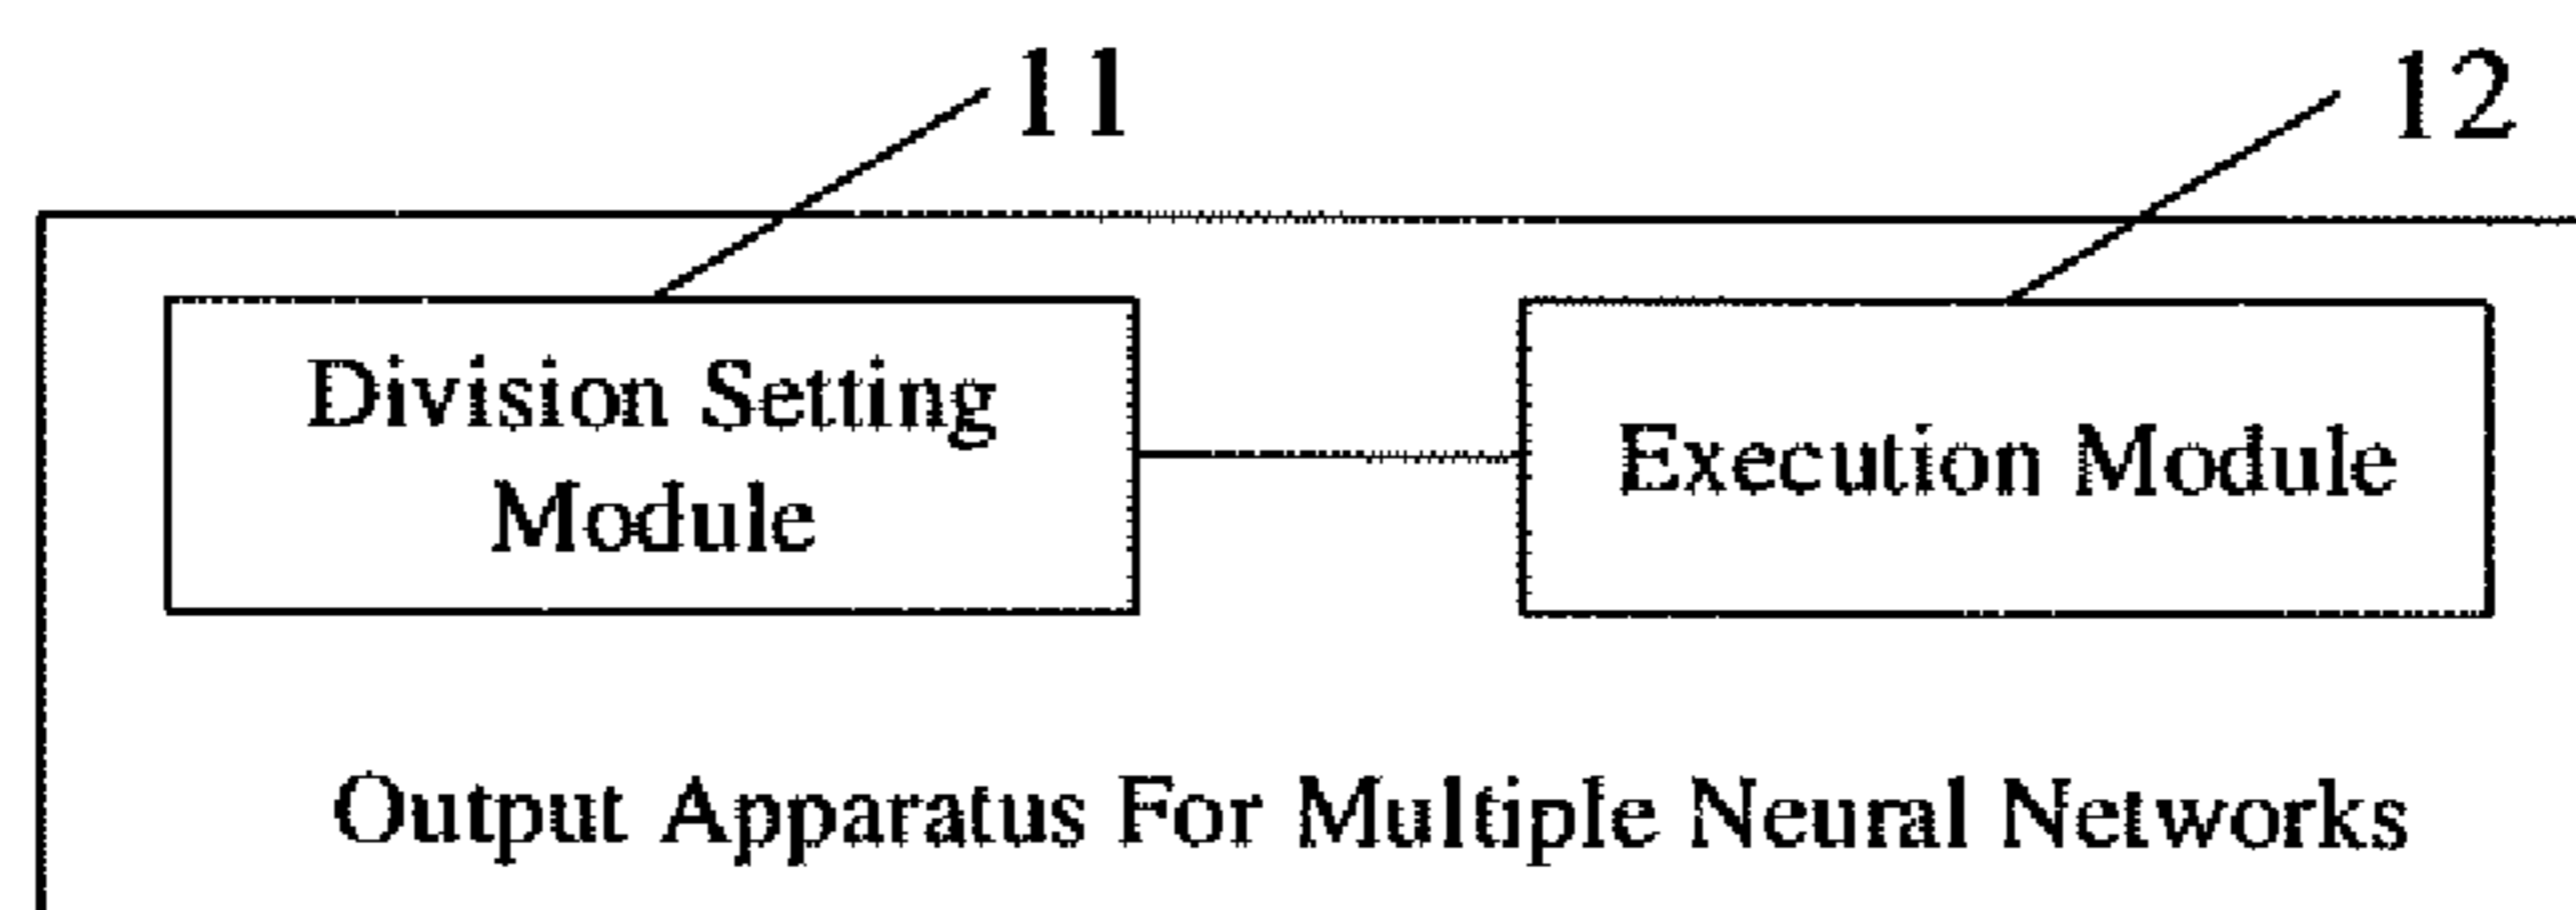 11
12
Division Setting
Module
Execution Module
Output Apparatus For Multiple Neural Networks